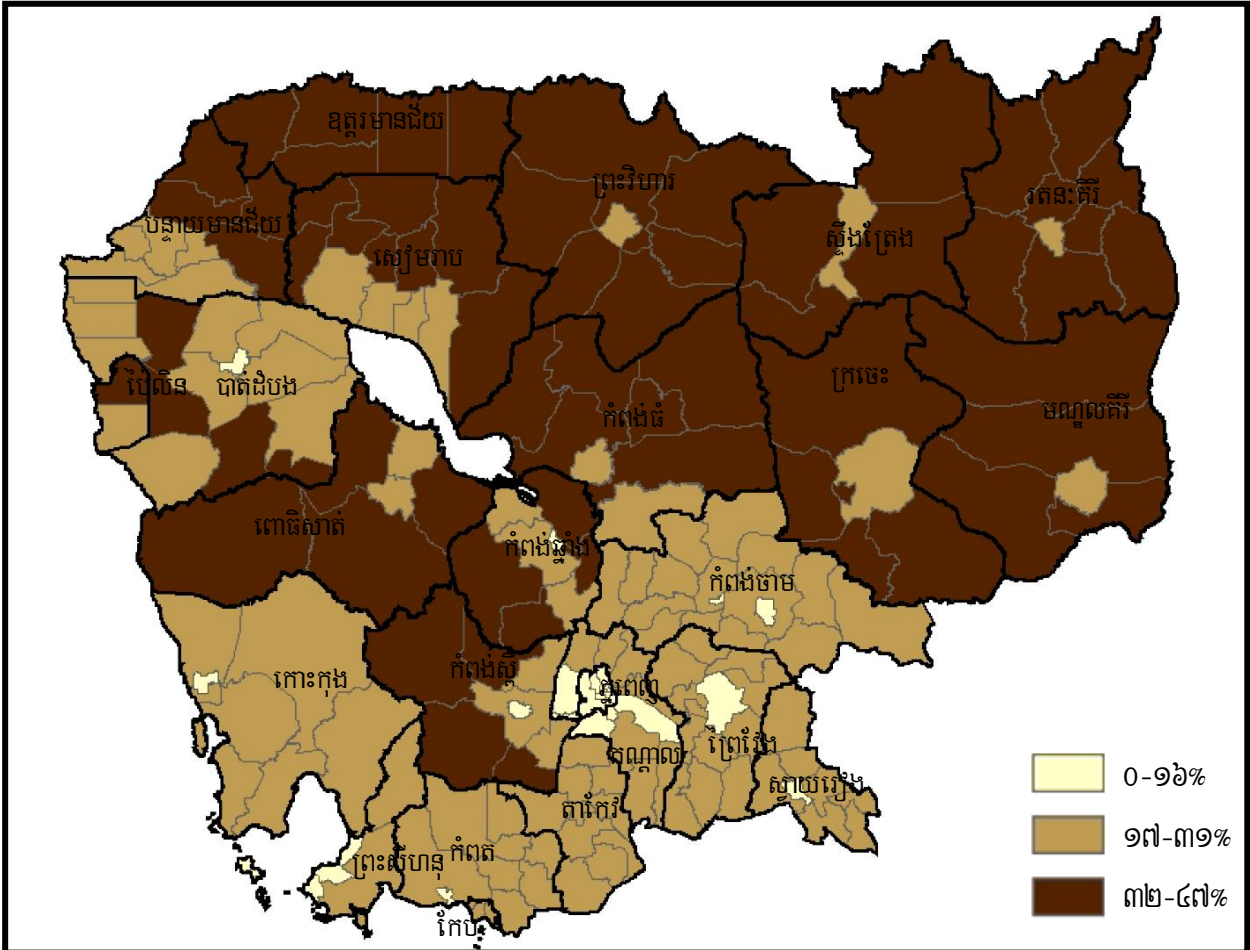 ឧត្តរមានជ័យ
ព្រះវិហារ
រតនៈគិរី
បន្ទាយមានជ័យ
ស្ទឹងត្រែង
សៀមរាប
ប៉ៃលិន
បាត់ដំបង
ក្រចេះ
មណ្ឌលគិរី
កំពង់ធំ
ពោធិសាត់
កំពង់ឆ្នាំង
កំពង់ចាម
កោះកុង
កំពង់ស្ពឺ
ភ្នំពេញ
កណ្តាល
ព្រៃវែង
ស្វាយរៀង
តាកែវ
ព្រះសីហនុ
កំពត
កែប
០-១៦%
១៧-៣១%
៣២-៤៧%